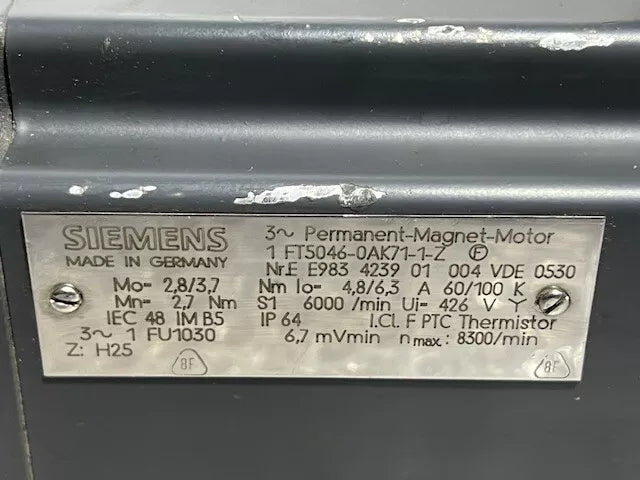 SIEMENS 3~ Permanent-Magnet-Motor
MADE IN GERMANY 1 FT5046-0AK71-1-Z Ⓕ
Nr.E E983 4239 01 004 VDE 0530
Mo= 2,8/3,7 Nm Io= 4,8/6,3 A 60/100 K
Mn= 2,7 Nm S1 6000 /min Ui= 426 V Y
IEC 48 IM B5 IP 64 I.Cl. F PTC Thermistor
3~ 1 FU1030 6,7 mVmin nmax.: 8300/min
Z: H25 8F 8F